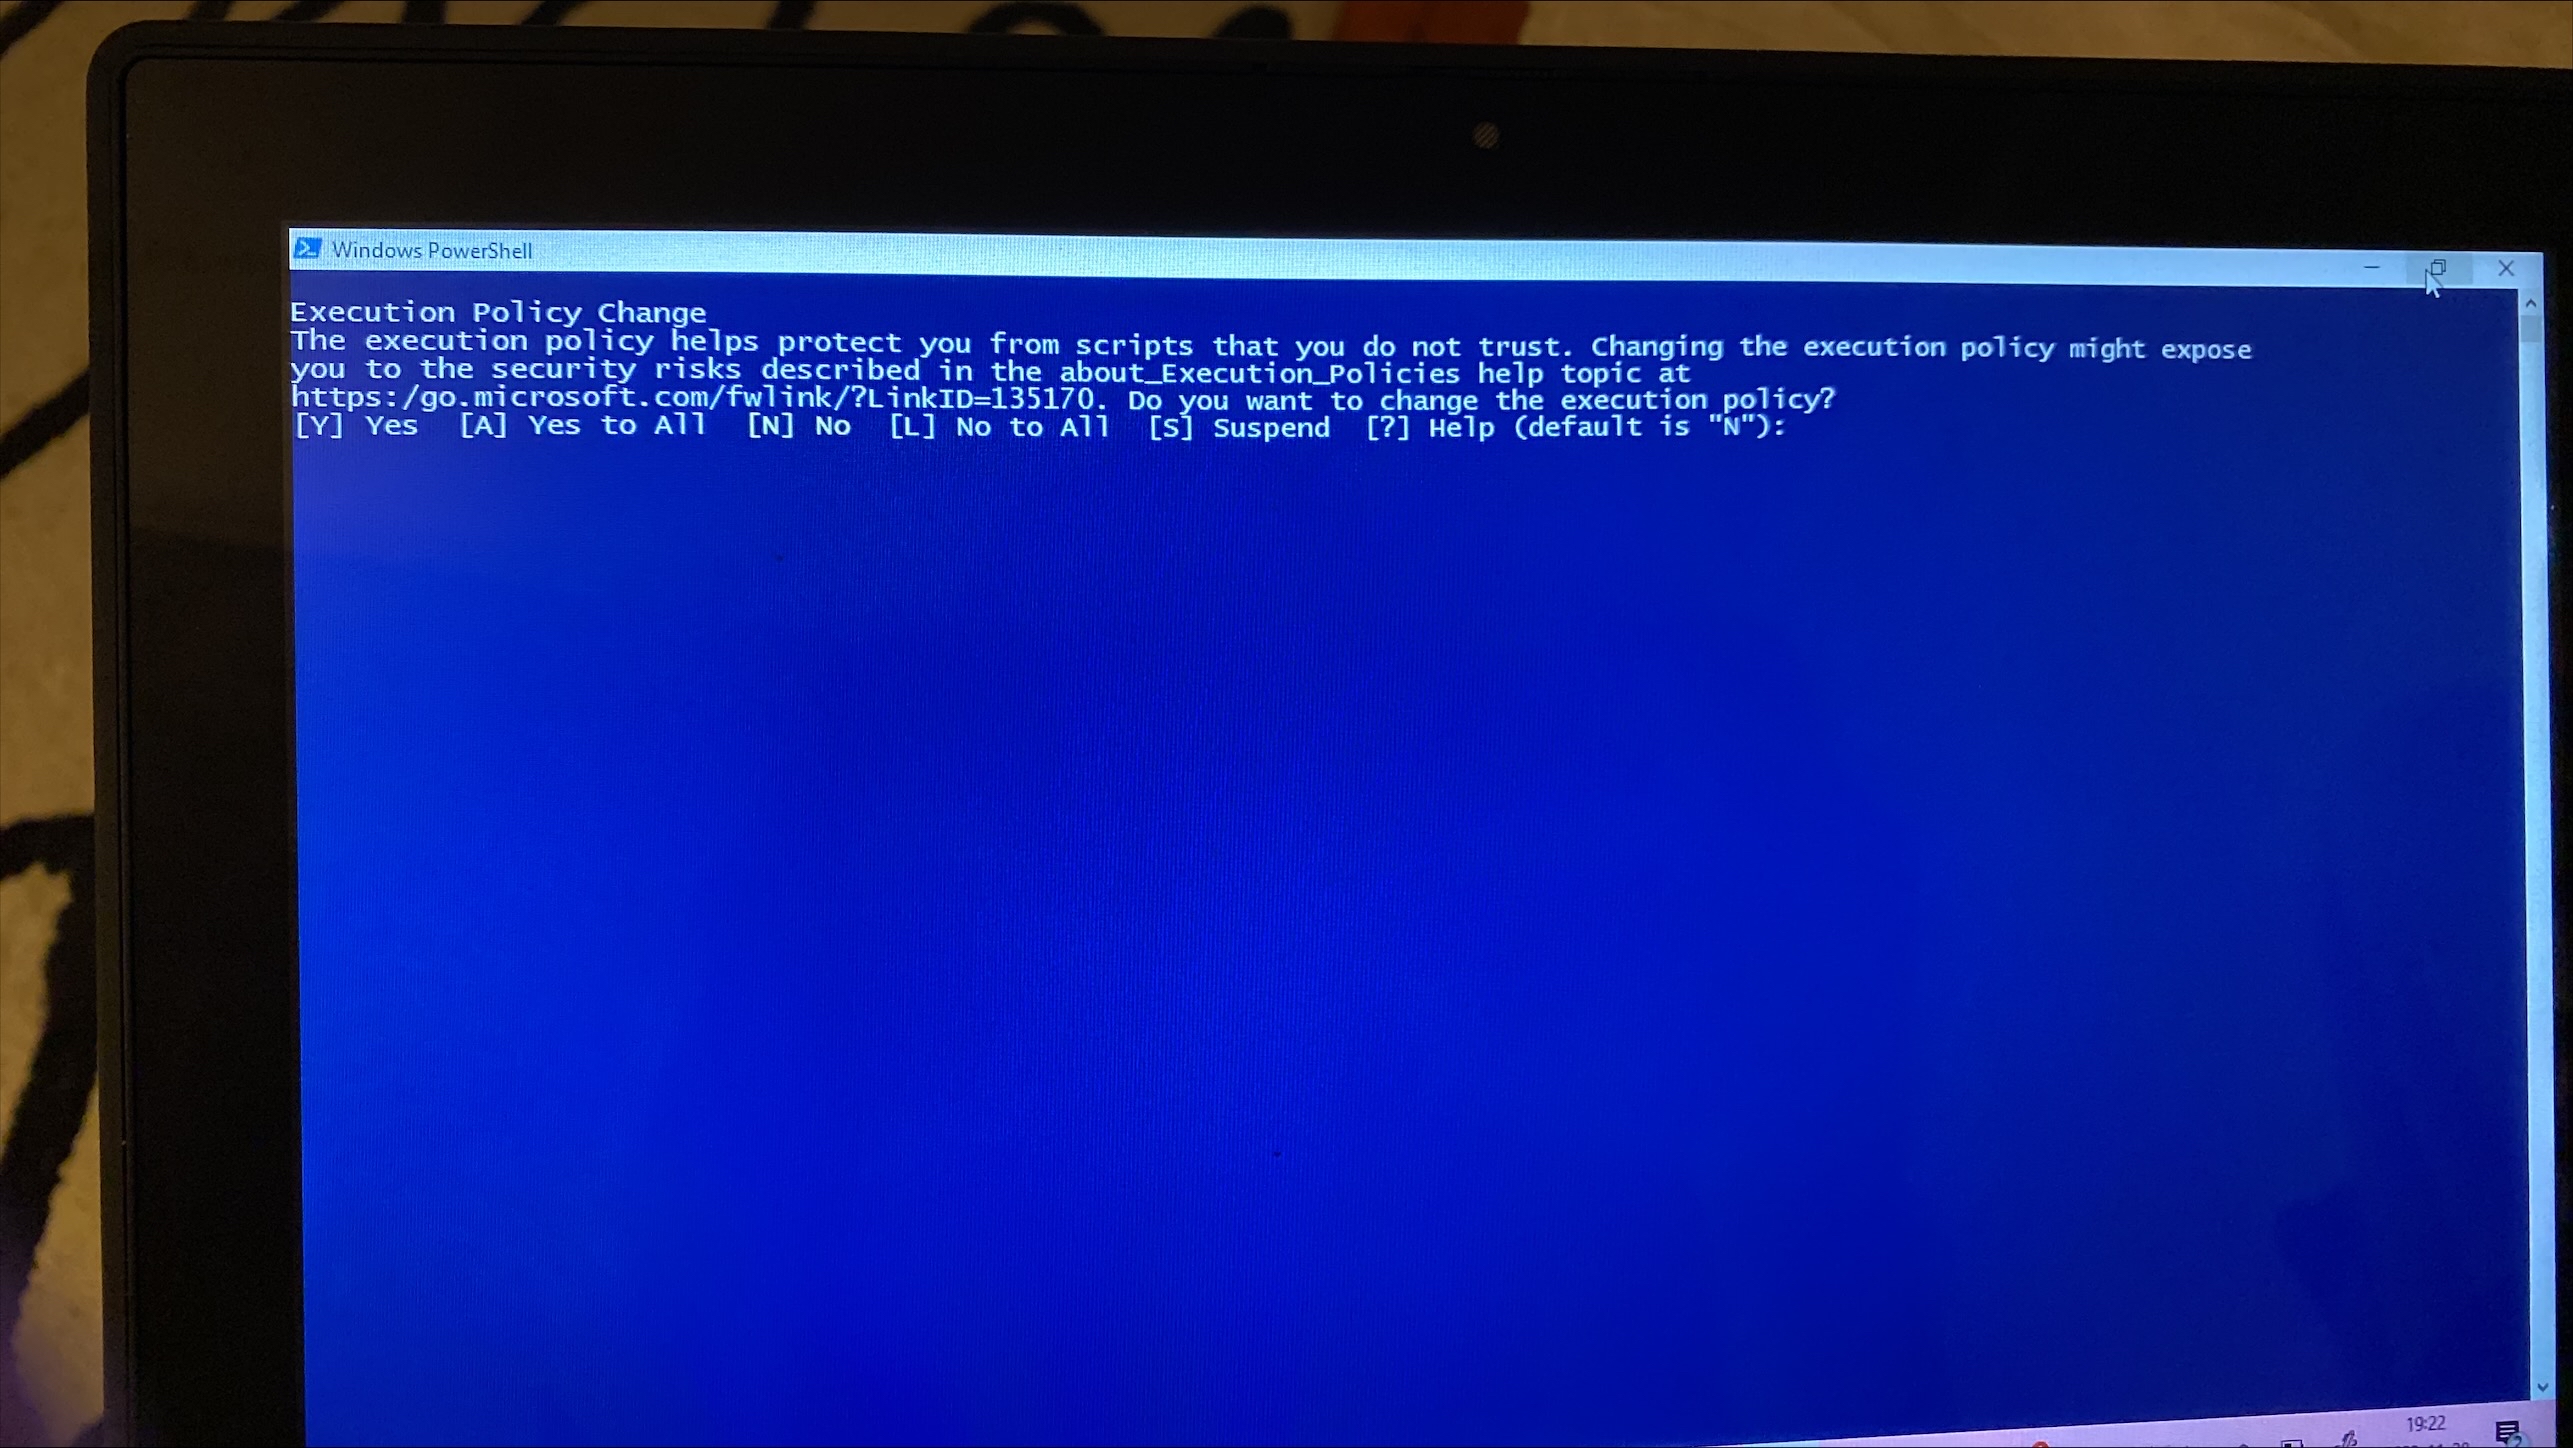 Windows PowerShell
Execution Policy Change
The execution policy helps protect you from scripts that you do not trust. Changing the execution policy might expose
you to the security risks described in the about_Execution_Policies help topic at
https:/go.microsoft.com/fwlink/?LinkID=135170. Do you want to change the execution policy?
[Y] Yes  [A] Yes to All  [N] No  [L] No to All  [S] Suspend  [?] Help (default is "N"):
19:22
2